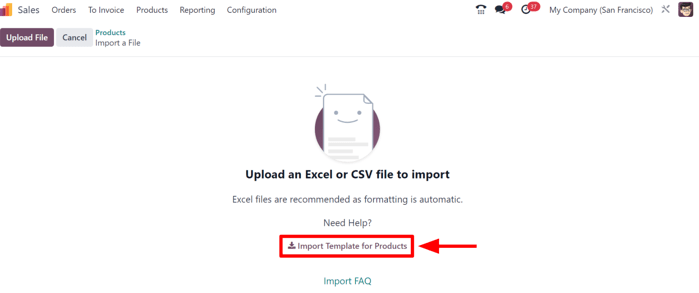 Sales Orders To Invoice Products Reporting Configuration 6 37 My Company (San Francisco)
Upload File Cancel Products
Import a File
Upload an Excel or CSV file to import
Excel files are recommended as formatting is automatic.
Need Help?
Import Template for Products
Import FAQ